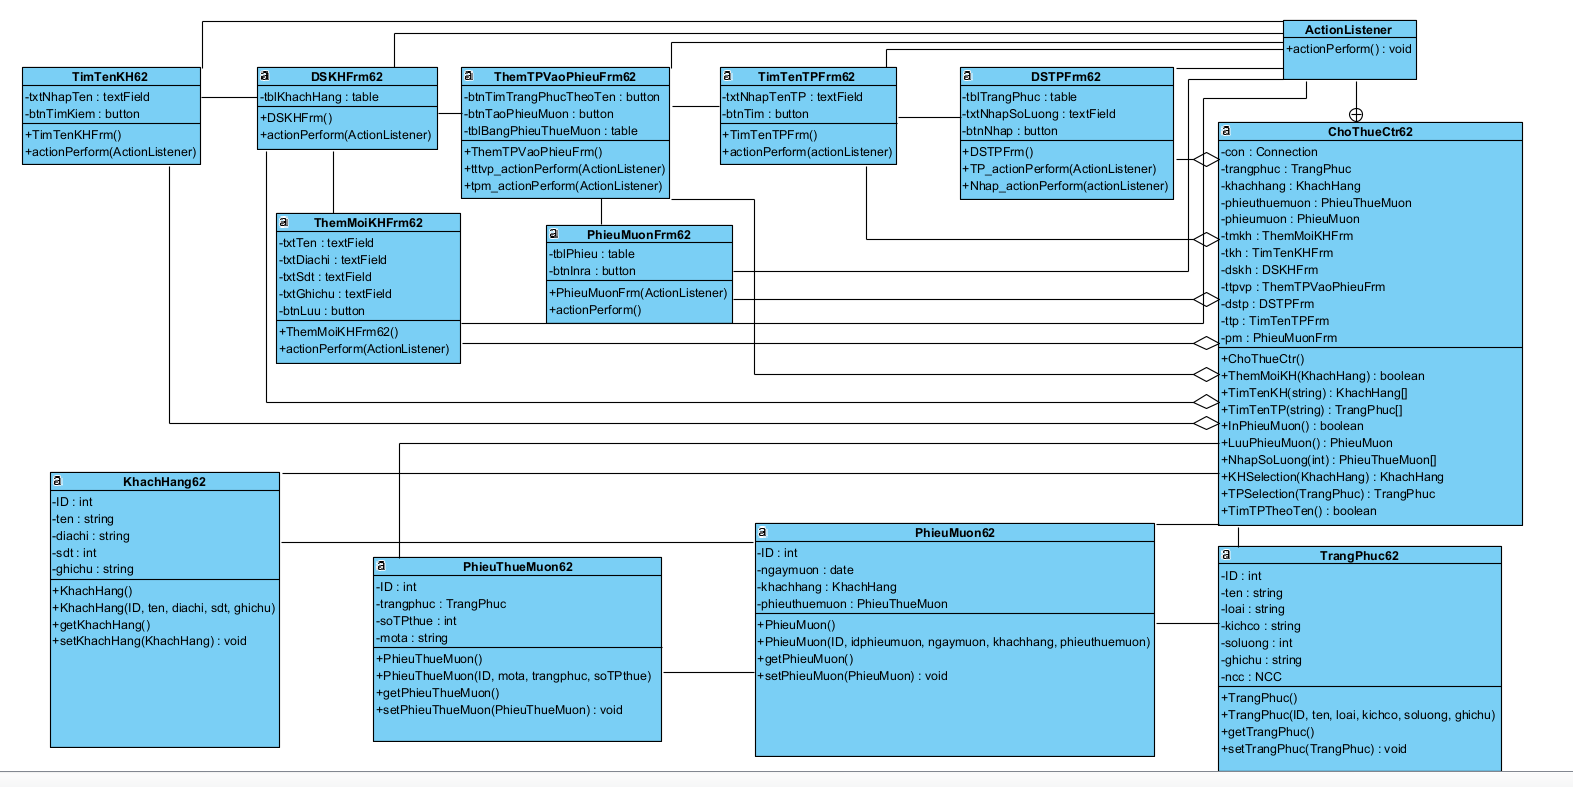 ActionListener
+actionPerform() : void
TimTenKH62
-txtNhapTen : textField
-btnTimKiem : button
+TimTenKHFrm()
+actionPerform(ActionListener)
a
DSKHFrm62
-tblKhachHang : table
+DSKHFrm()
+actionPerform(ActionListener)
a
ThemTPVaoPhieuFrm62
-btnTimTrangPhucTheoTen : button
-btnTaoPhieuMuon : button
-tblBangPhieuThueMuon : table
+ThemTPVaoPhieuFrm()
+tttvp_actionPerform(ActionListener)
+tpm_actionPerform(ActionListener)
a
TimTenTPFrm62
-txtNhapTenTP : textField
-btnTim : button
+TimTenTPFrm()
+actionPerform(actionListener)
a
DSTPFrm62
-tblTrangPhuc : table
-txtNhapSoLuong : textField
-btnNhap : button
+DSTPFrm()
+TP_actionPerform(ActionListener)
+Nhap_actionPerform(actionListener)
a
ChoThueCtr62
-con : Connection
-trangphuc : TrangPhuc
-khachhang : KhachHang
-phieuthuemuon : PhieuThueMuon
-phieumuon : PhieuMuon
-tmkh : ThemMoiKHFrm
-tkh : TimTenKHFrm
-dskh : DSKHFrm
-ttpvp : ThemTPVaoPhieuFrm
-dstp : DSTPFrm
-ttp : TimTenTPFrm
-pm : PhieuMuonFrm
+ChoThueCtr()
+ThemMoiKH(KhachHang) : boolean
+TimTenKH(string) : KhachHang[]
+TimTenTP(string) : TrangPhuc[]
+InPhieuMuon() : boolean
+LuuPhieuMuon() : PhieuMuon
+NhapSoLuong(int) : PhieuThueMuon[]
+KHSelection(KhachHang) : KhachHang
+TPSelection(TrangPhuc) : TrangPhuc
+TimTPTheoTen() : boolean
a
ThemMoiKHFrm62
-txtTen : textField
-txtDiachi : textField
-txtSdt : textField
-txtGhichu : textField
-btnLuu : button
+ThemMoiKHFrm62()
+actionPerform(ActionListener)
a
PhieuMuonFrm62
-tblPhieu : table
-btnInra : button
+PhieuMuonFrm(ActionListener)
+actionPerform()
a
KhachHang62
-ID : int
-ten : string
-diachi : string
-sdt : int
-ghichu : string
+KhachHang()
+KhachHang(ID, ten, diachi, sdt, ghichu)
+getKhachHang()
+setKhachHang(KhachHang) : void
a
PhieuThueMuon62
-ID : int
-trangphuc : TrangPhuc
-soTPthue : int
-mota : string
+PhieuThueMuon()
+PhieuThueMuon(ID, mota, trangphuc, soTPthue)
+getPhieuThueMuon()
+setPhieuThueMuon(PhieuThueMuon) : void
a
PhieuMuon62
-ID : int
-ngaymuon : date
-khachhang : KhachHang
-phieuthuemuon : PhieuThueMuon
+PhieuMuon()
+PhieuMuon(ID, idphieumuon, ngaymuon, khachhang, phieuthuemuon)
+getPhieuMuon()
+setPhieuMuon(PhieuMuon) : void
a
TrangPhuc62
-ID : int
-ten : string
-loai : string
-kichco : string
-soluong : int
-ghichu : string
-ncc : NCC
+TrangPhuc()
+TrangPhuc(ID, ten, loai, kichco, soluong, ghichu)
+getTrangPhuc()
+setTrangPhuc(TrangPhuc) : void